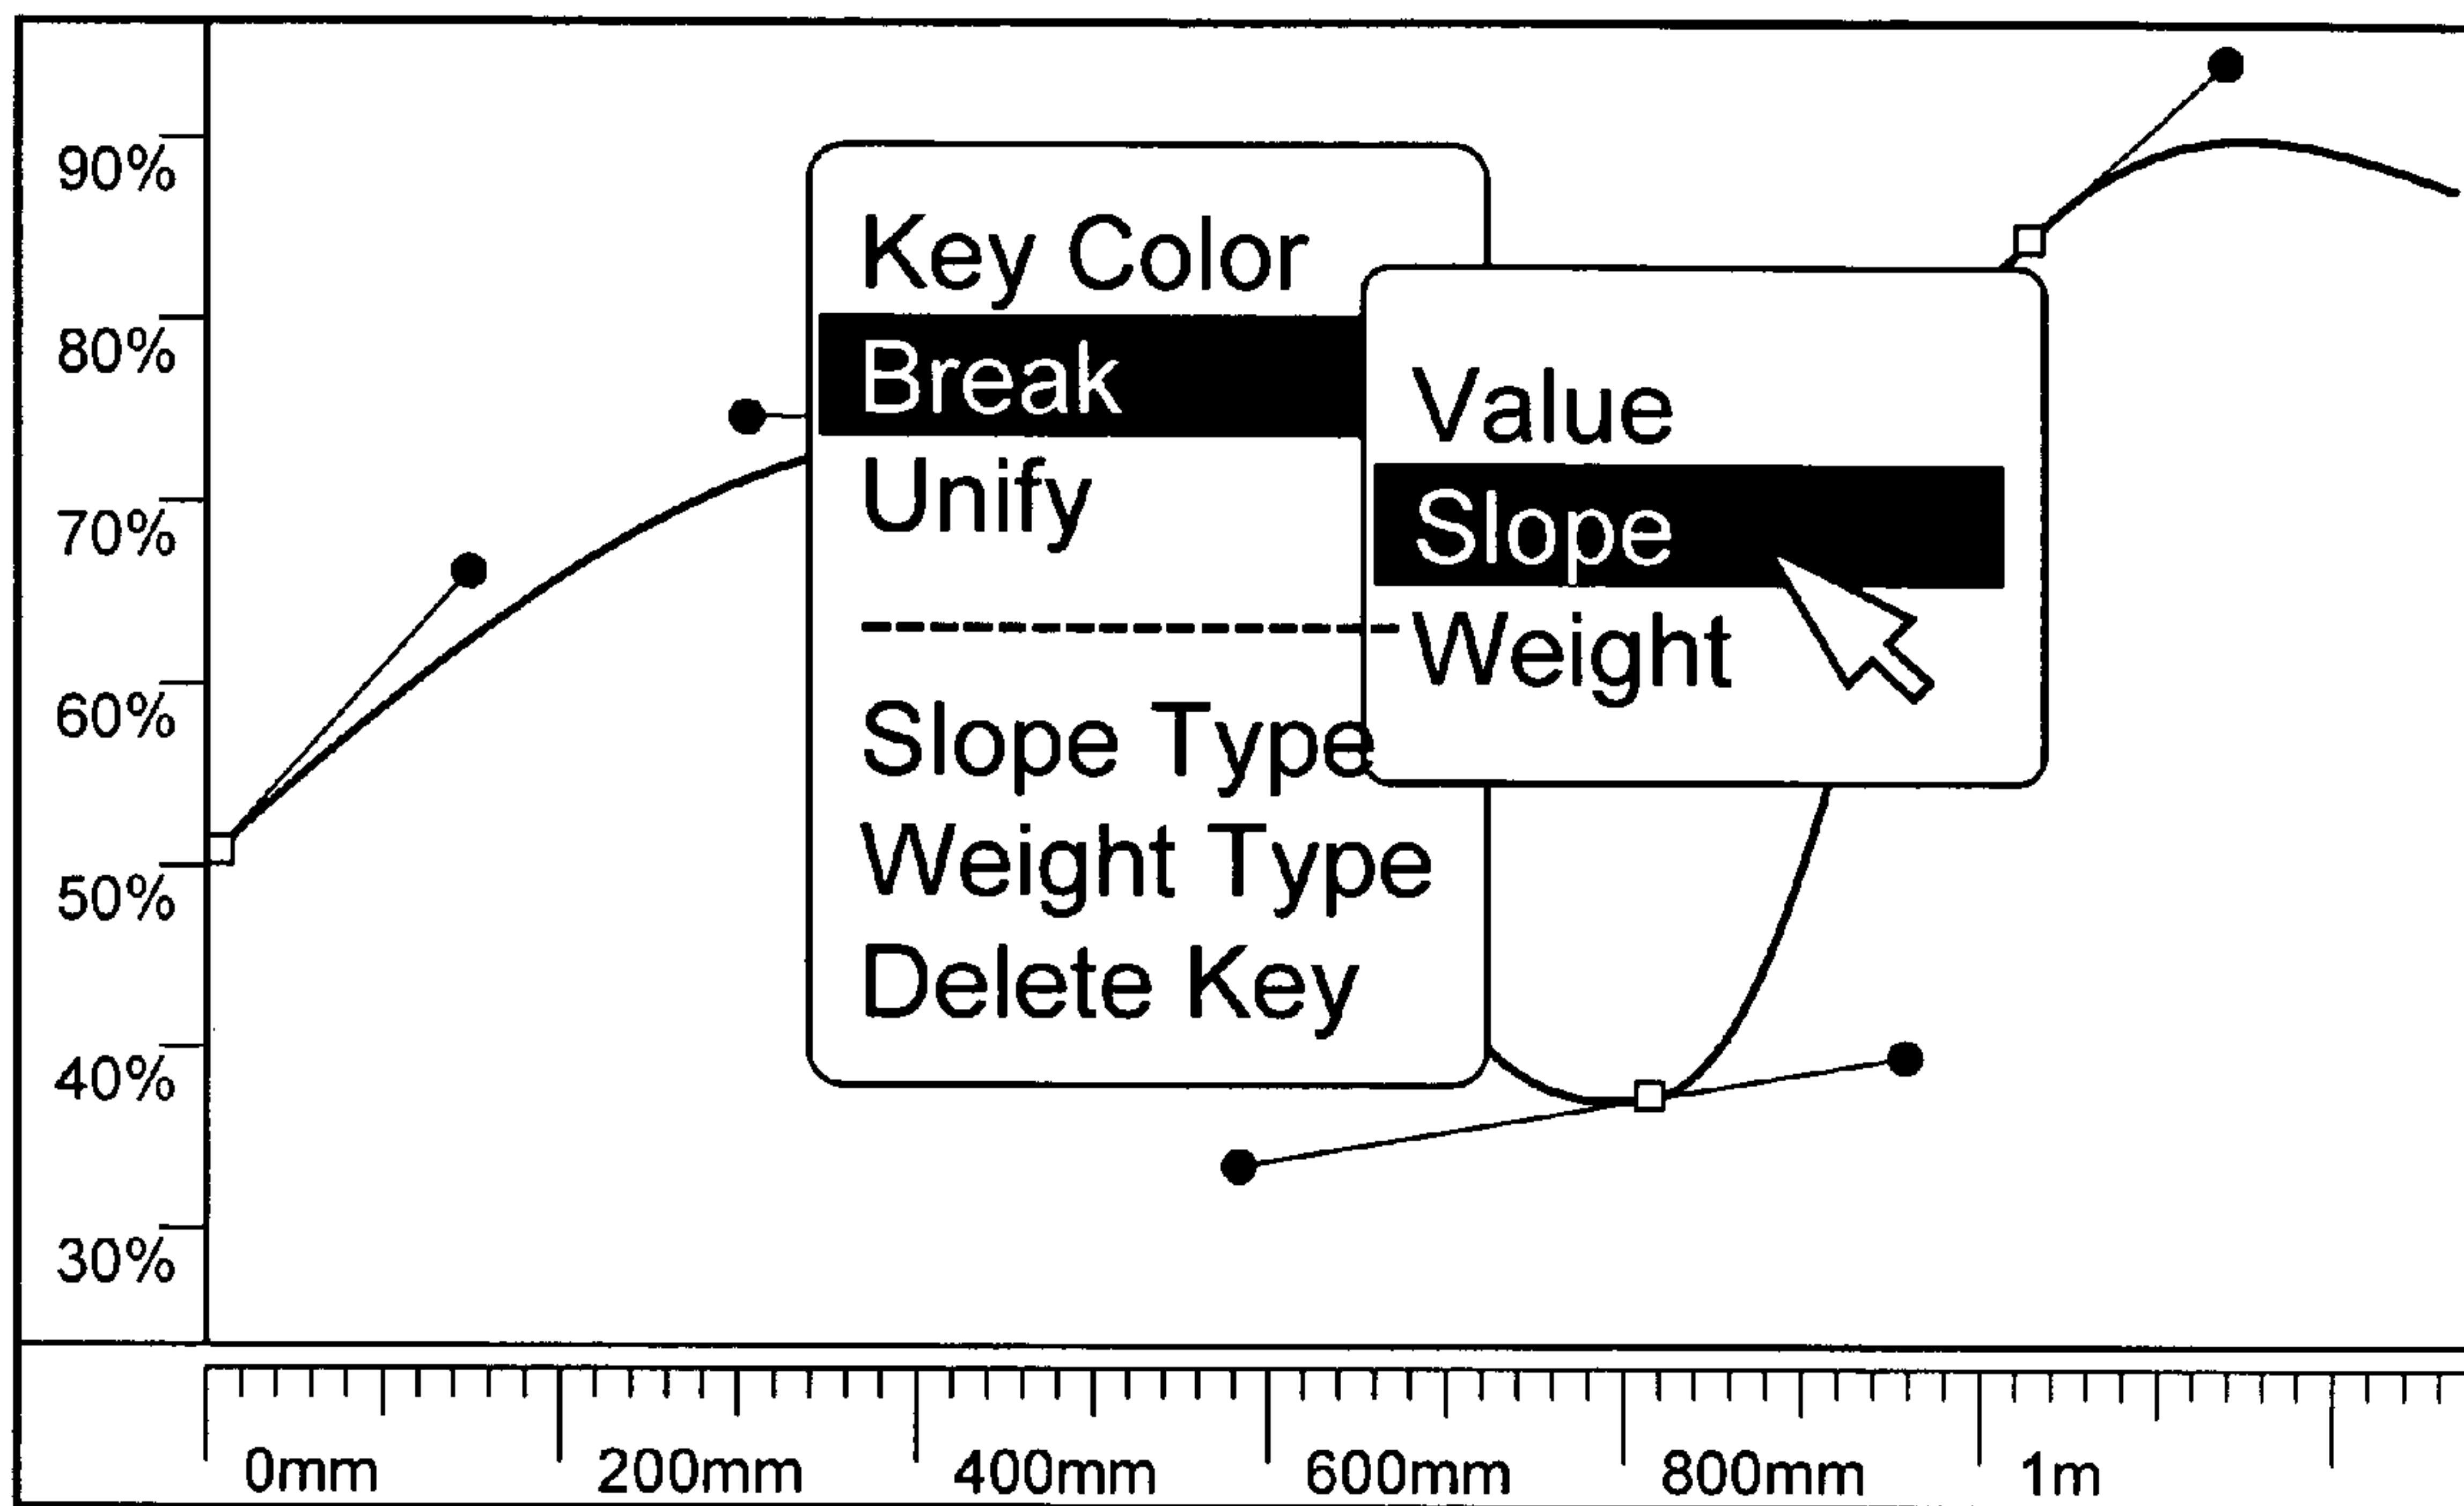 90%
80%
70%
60%
50%
40%
30%
Key Color
Break
Unify
Slope Type
Weight Type
Delete Key
Value
Slope
Weight
0mm 200mm 400mm 600mm 800mm 1m